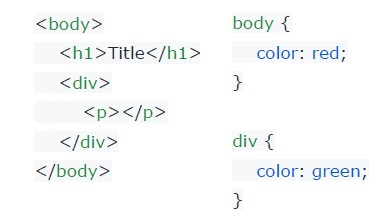 <body>
<h1>Title</h1>
<div>
<p></p>
</div>
</body>
body {
color: red;
}
div {
color: green;
}